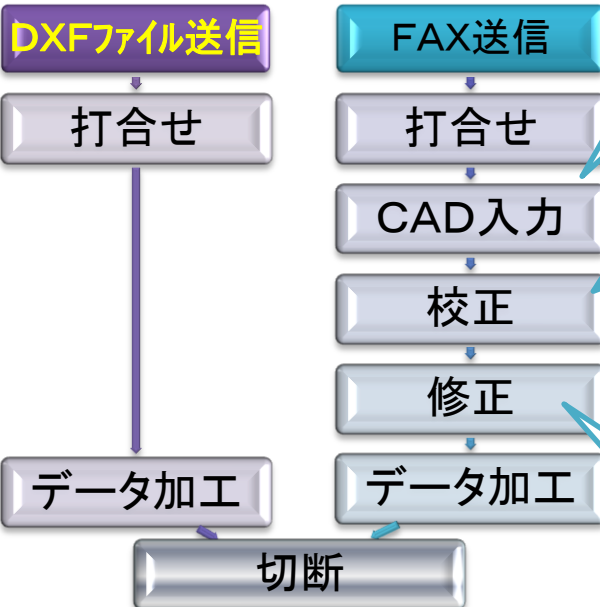 DXFファイル送信
打合せ
データ加工
FAX送信
打合せ
CAD入力
校正
修正
データ加工
切断